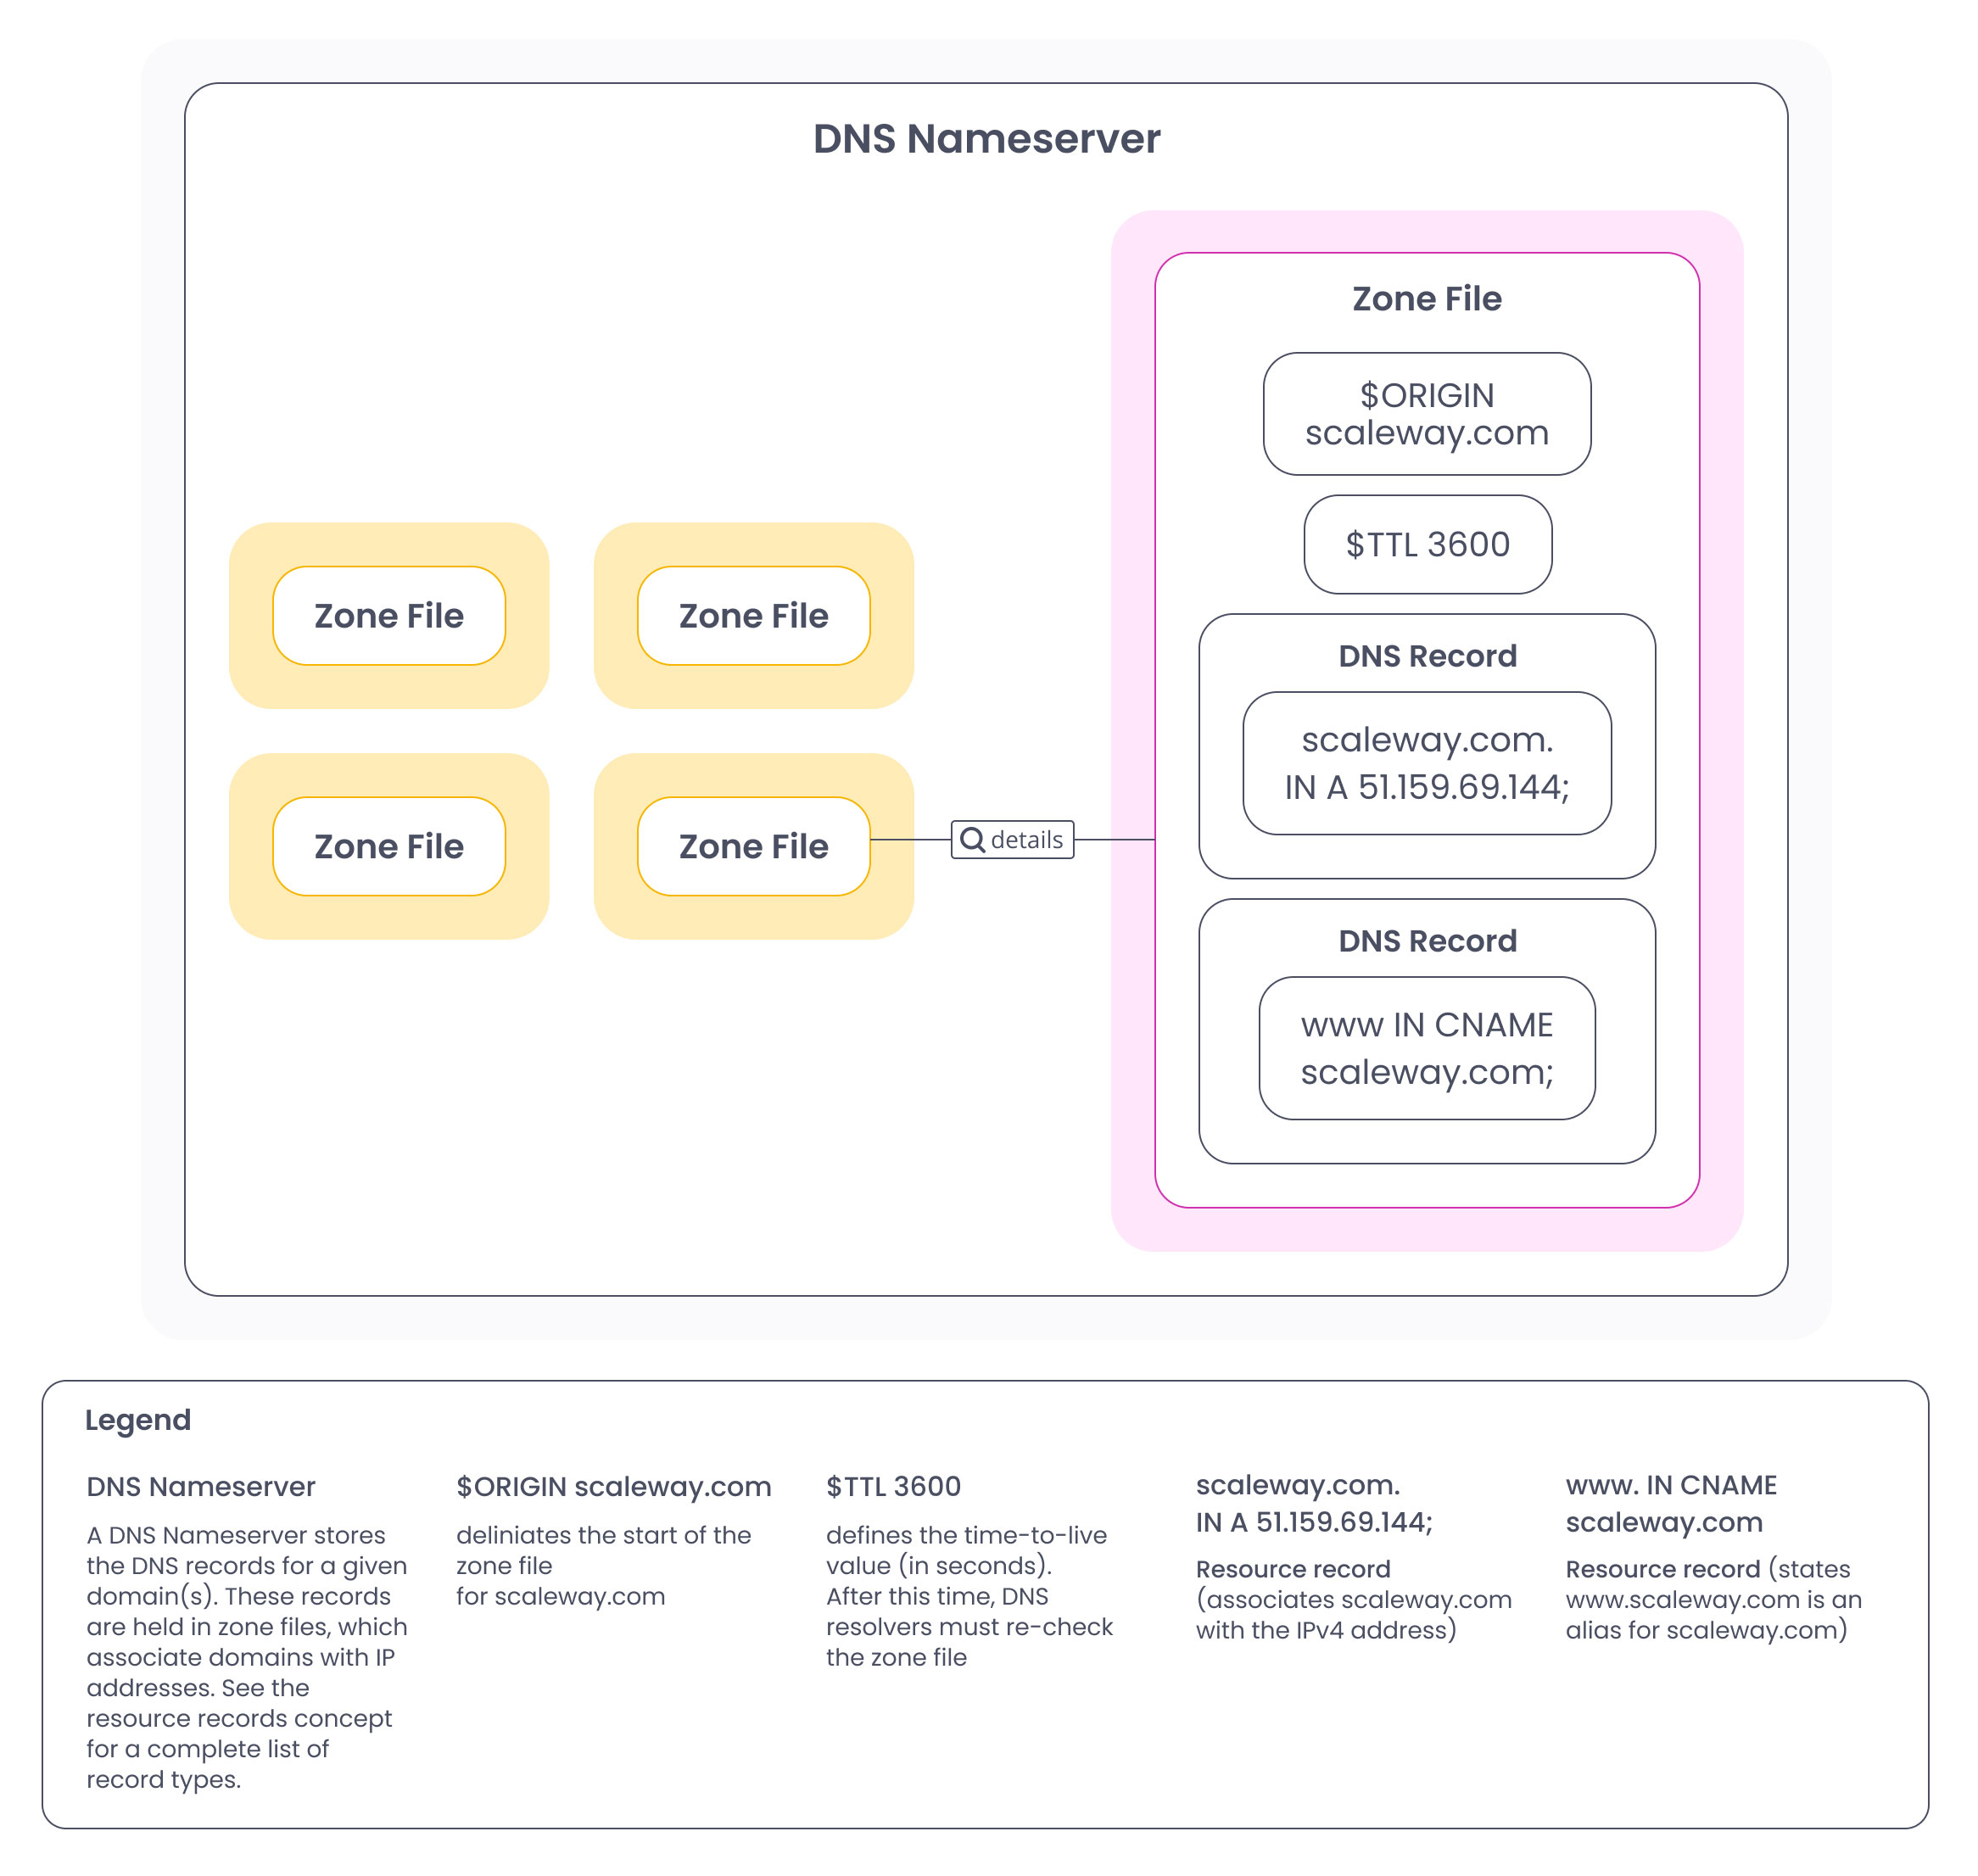 DNS Nameserver
Zone File
Zone File
Zone File
Zone File
details
Zone File
$ORIGIN
scaleway.com
$TTL 3600
DNS Record
scaleway.com.
IN A 51.159.69.144;
DNS Record
www IN CNAME
scaleway.com;
Legend
DNS Nameserver
A DNS Nameserver stores
the DNS records for a given
domain(s). These records
are held in zone files, which
associate domains with IP
addresses. See the
resource records concept
for a complete list of
record types.
$ORIGIN scaleway.com
deliniates the start of the
zone file
for scaleway.com
$TTL 3600
defines the time-to-live
value (in seconds).
After this time, DNS
resolvers must re-check
the zone file
scaleway.com.
IN A 51.159.69.144;
Resource record
(associates scaleway.com
with the IPv4 address)
www. IN CNAME
scaleway.com
Resource record (states
www.scaleway.com is an
alias for scaleway.com)